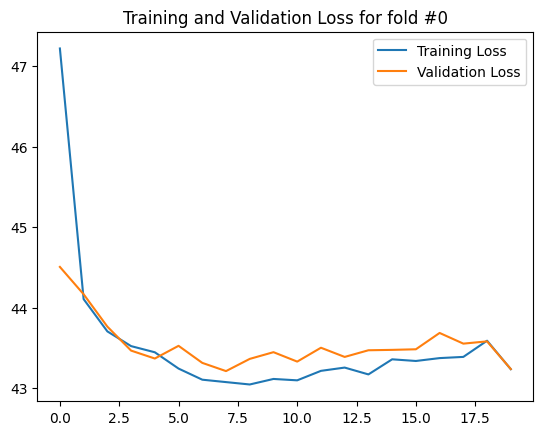 Training and Validation Loss for fold #0
Training Loss
Validation Loss
47
46
45
44
43
0.0 2.5 5.0 7.5 10.0 12.5 15.0 17.5